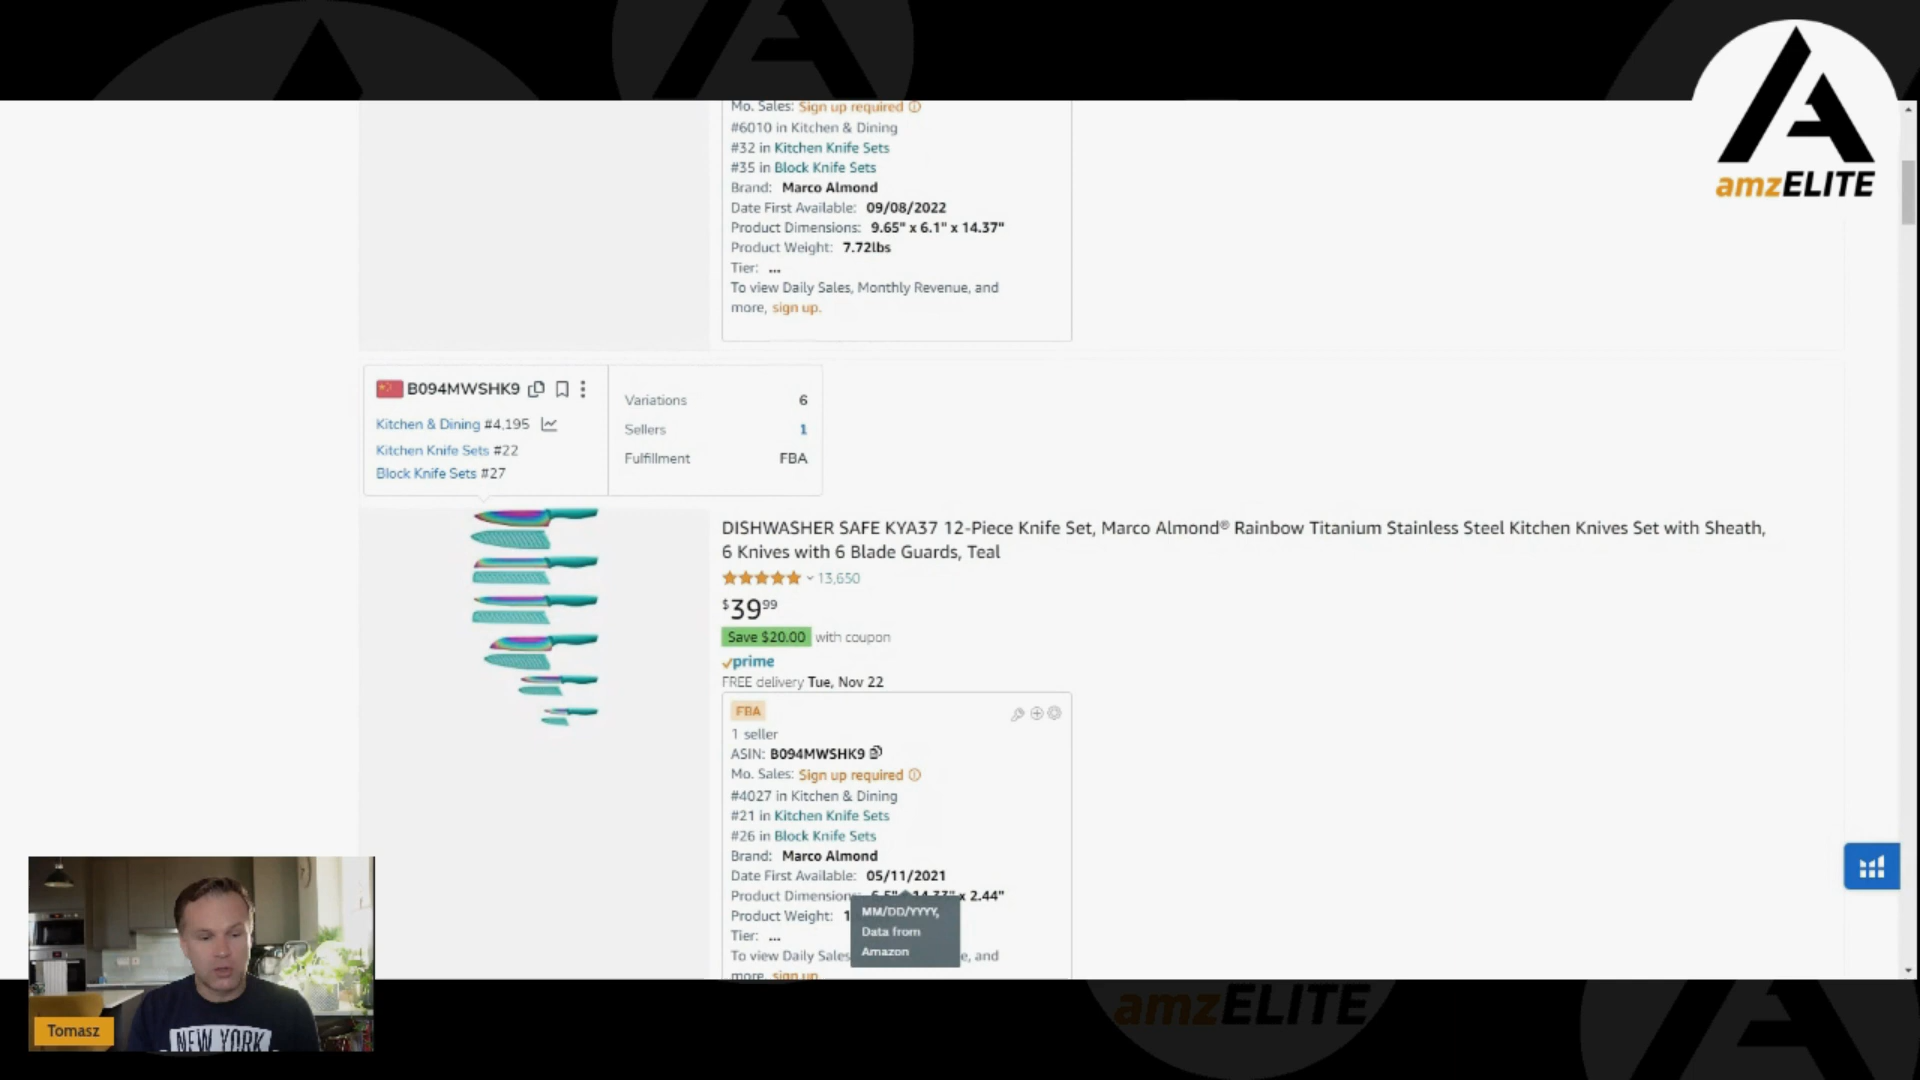 amzELITE
Mo. Sales: Sign up required
#6010 in Kitchen & Dining
#32 in Kitchen Knife Sets
#35 in Block Knife Sets
Brand: Marco Almond
Date First Available: 09/08/2022
Product Dimensions: 9.65" x 6.1" x 14.37"
Product Weight: 7.72lbs
Tier: ...
To view Daily Sales, Monthly Revenue, and
more, sign up.
B094MWSHK9
Kitchen & Dining #4,195
Kitchen Knife Sets #22
Block Knife Sets #27
Variations 6
Sellers 1
Fulfillment FBA
DISHWASHER SAFE KYA37 12-Piece Knife Set, Marco Almond® Rainbow Titanium Stainless Steel Kitchen Knives Set with Sheath,
6 Knives with 6 Blade Guards, Teal
13,650
$39.99
Save $20.00 with coupon
prime
FREE delivery Tue, Nov 22
FBA
1 seller
ASIN: B094MWSHK9
Mo. Sales: Sign up required
#4027 in Kitchen & Dining
#21 in Kitchen Knife Sets
#26 in Block Knife Sets
Brand: Marco Almond
Date First Available: 05/11/2021
Product Dimension x 2.44"
Product Weight: 1
Tier: ...
To view Daily Sales e, and
more, sign up
MM/DD/YYYY,
Data from
Amazon
NEW YORK
Tomasz
amzELITE